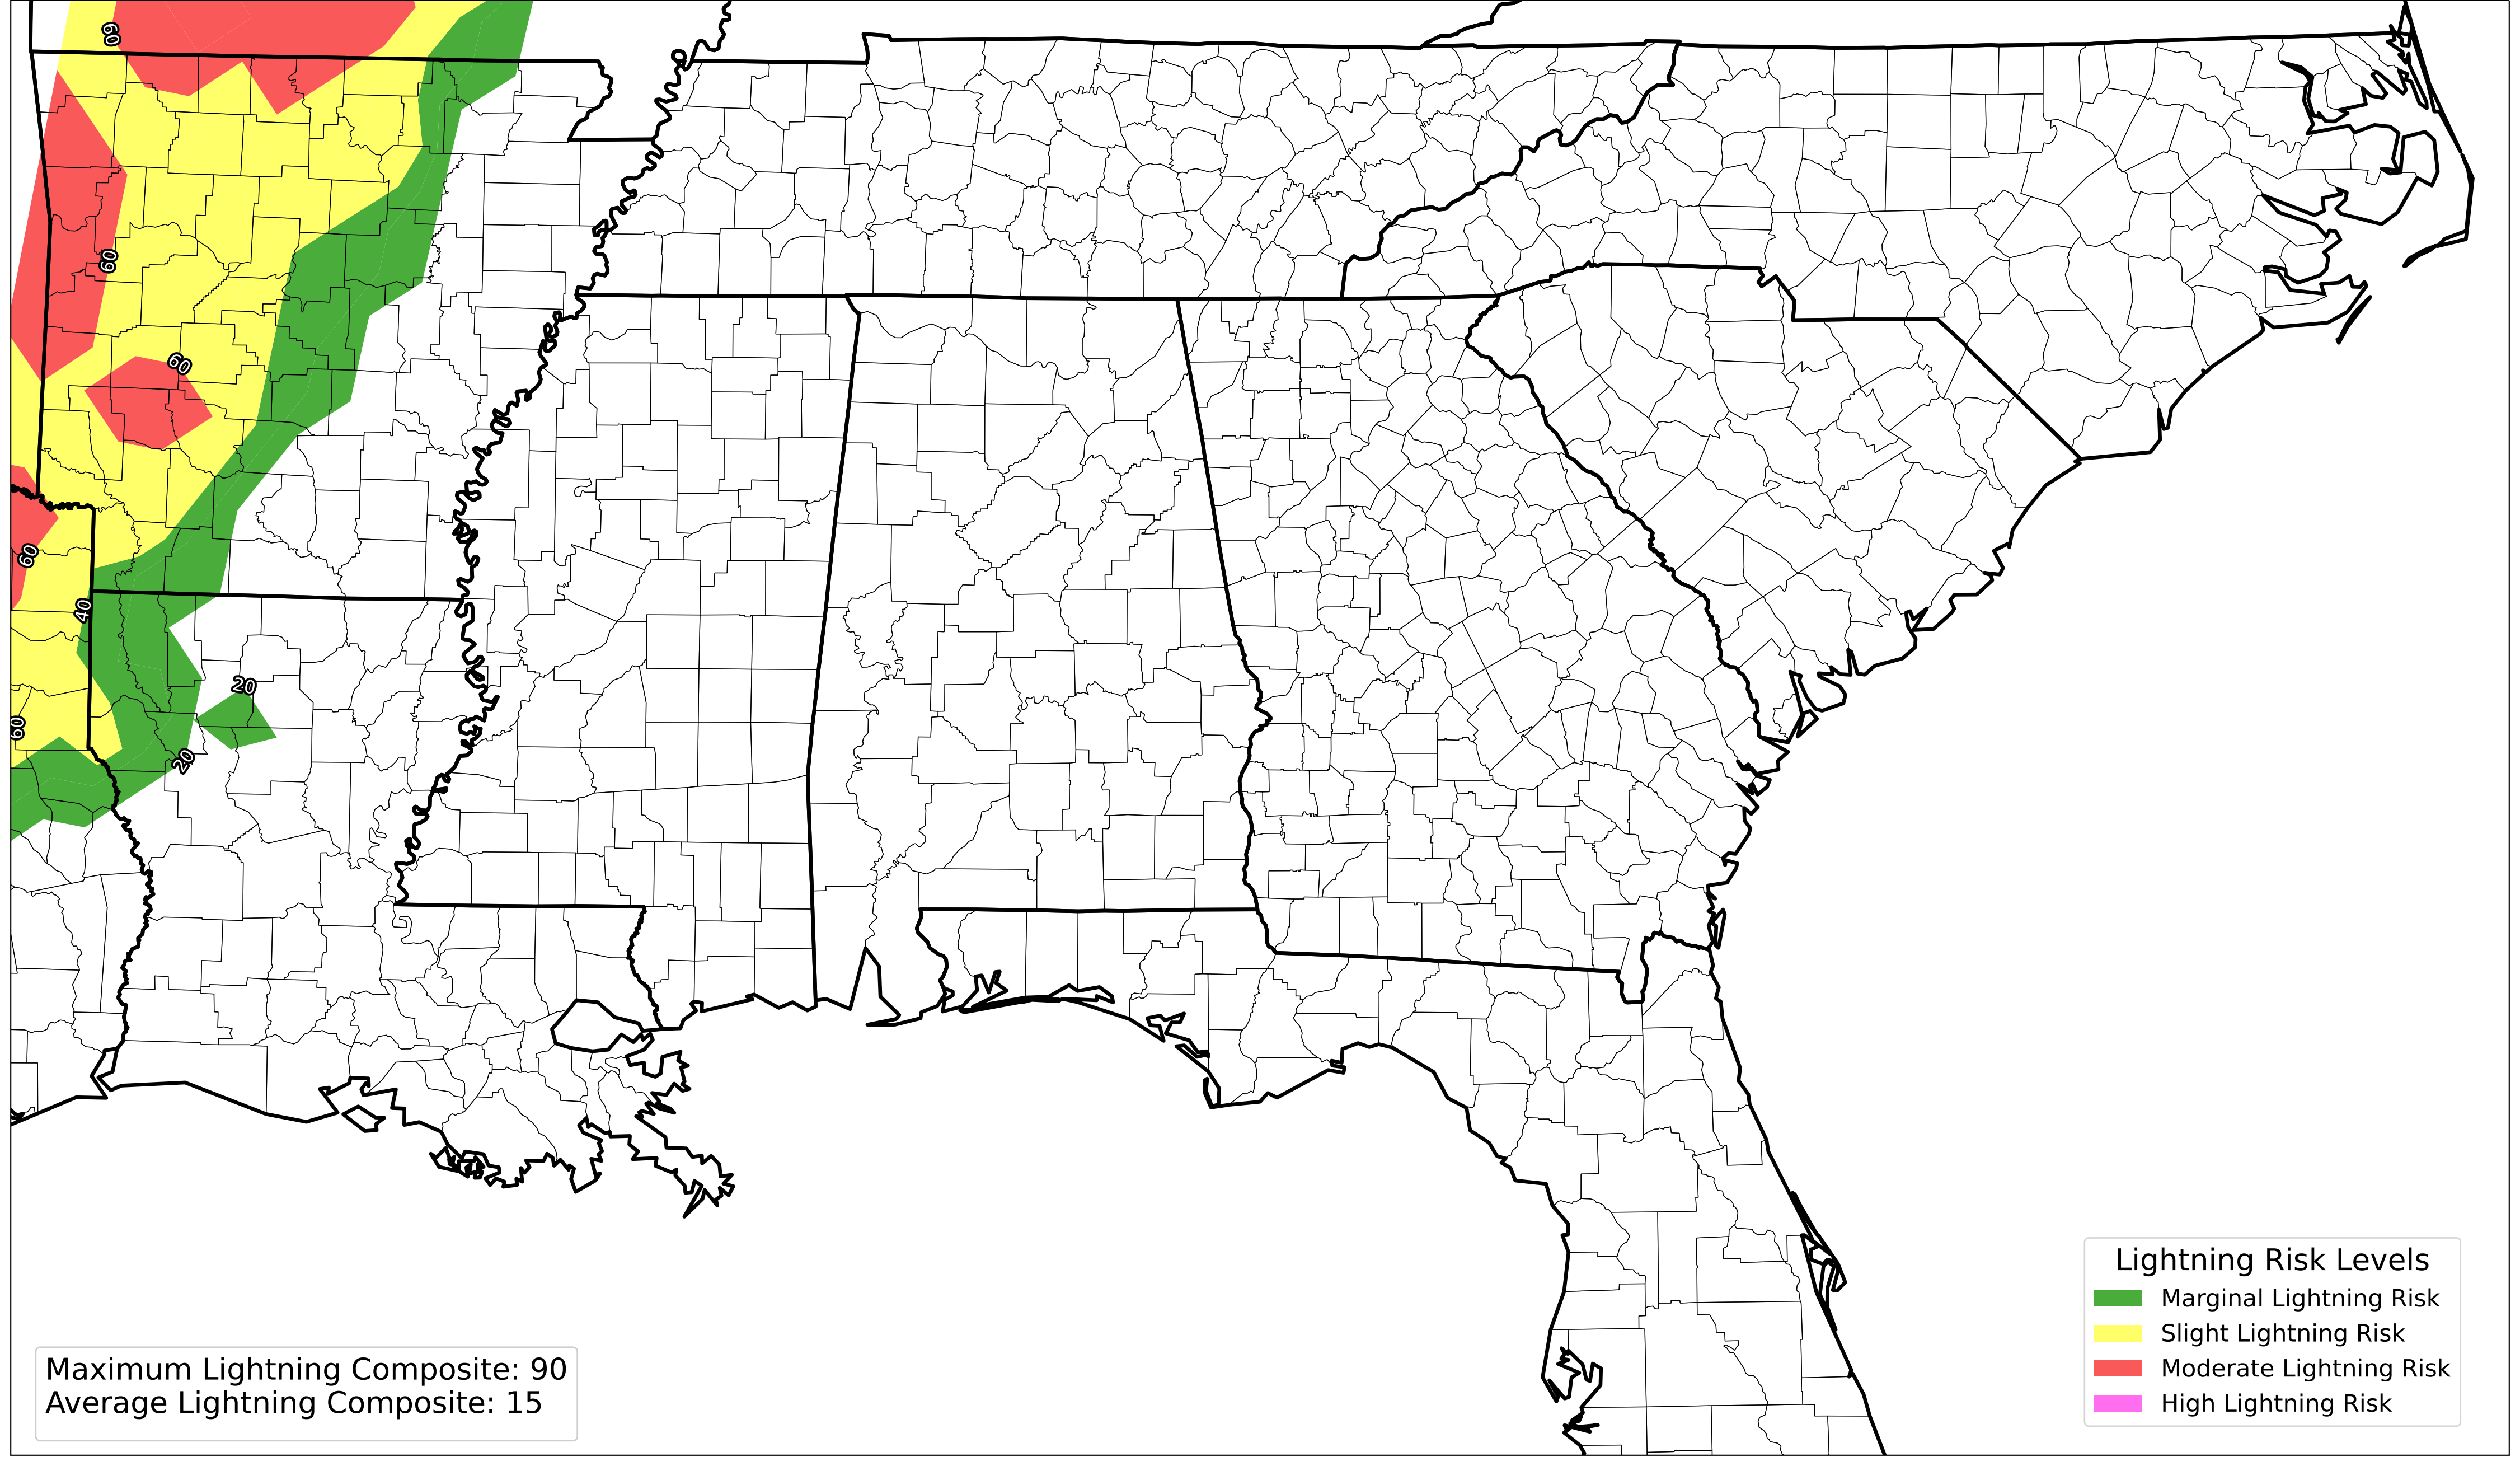 60
60
60
60
40
20
60
20
Lightning Risk Levels
Marginal Lightning Risk
Slight Lightning Risk
Moderate Lightning Risk
High Lightning Risk
Maximum Lightning Composite: 90
Average Lightning Composite: 15